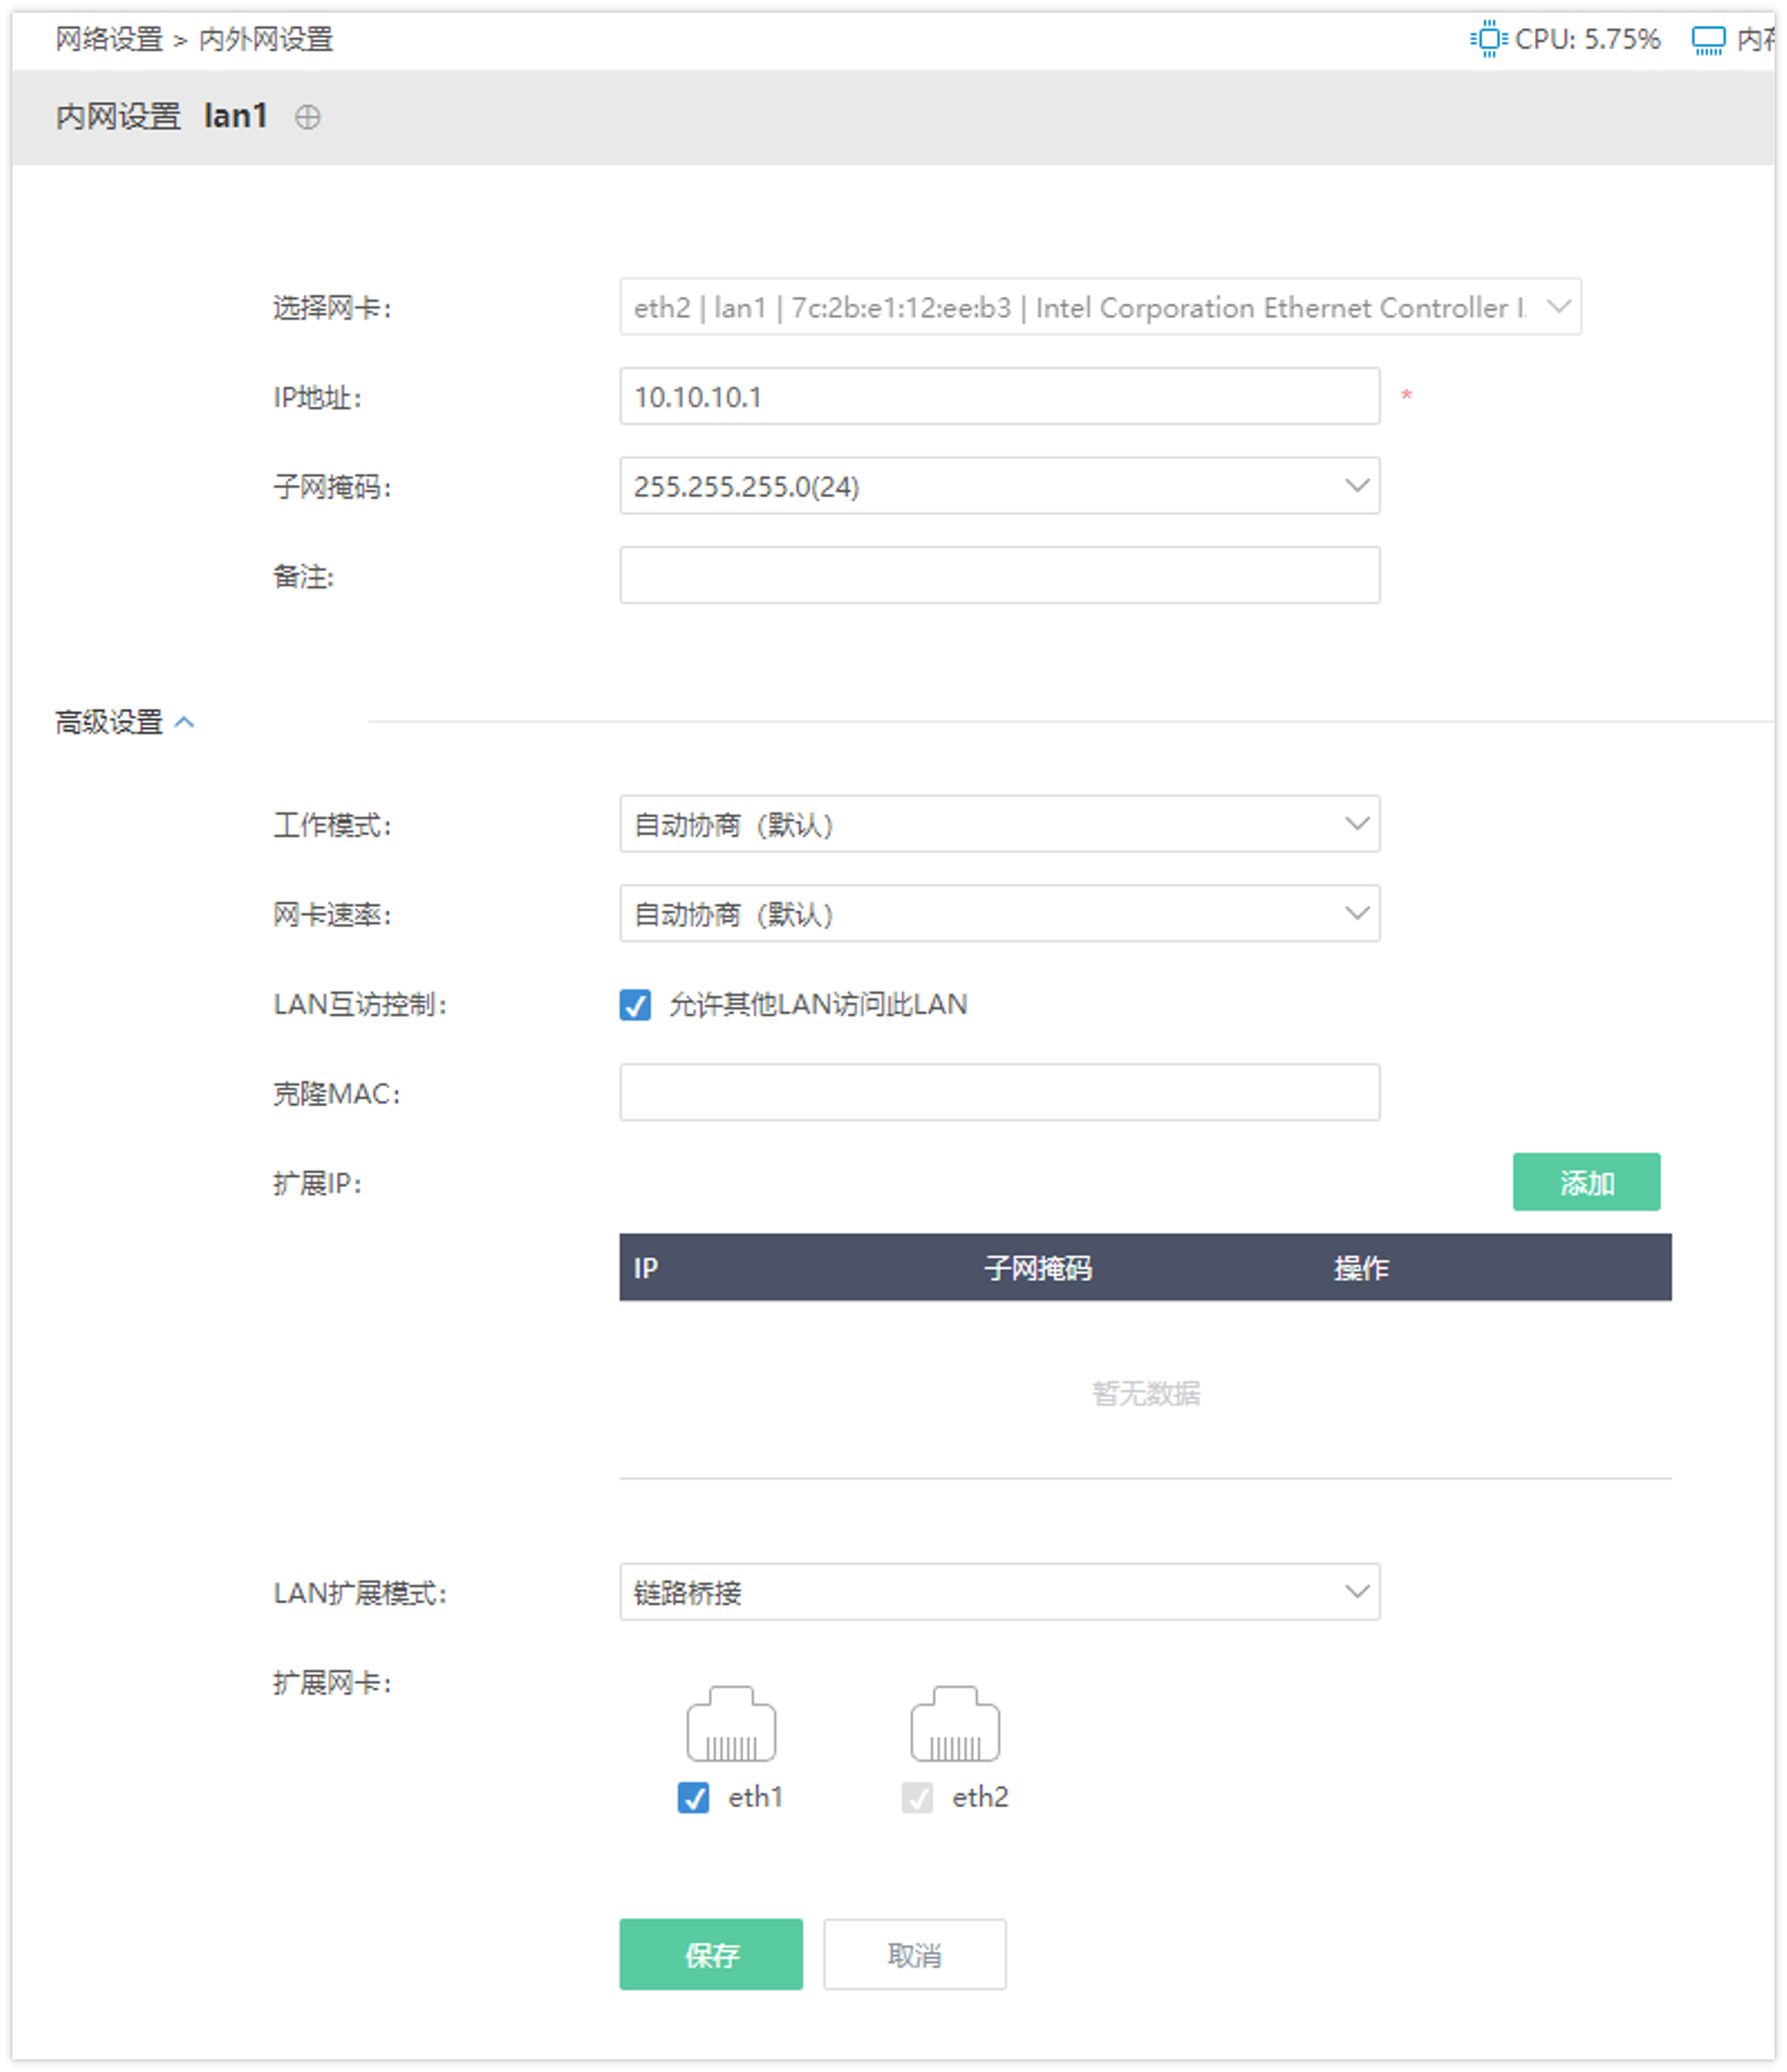 网络设置 > 内外网设置 CPU: 5.75% 内存
内网设置 lan1
选择网卡: eth2 | lan1 | 7c:2b:e1:12:ee:b3 | Intel Corporation Ethernet Controller I.
IP地址: 10.10.10.1 *
子网掩码: 255.255.255.0(24)
备注:
高级设置
工作模式: 自动协商（默认）
网卡速率: 自动协商（默认）
LAN互访控制: 允许其他LAN访问此LAN
克隆MAC:
扩展IP: 添加
IP 子网掩码 操作
暂无数据
LAN扩展模式: 链路桥接
扩展网卡:
eth1 eth2
保存 取消